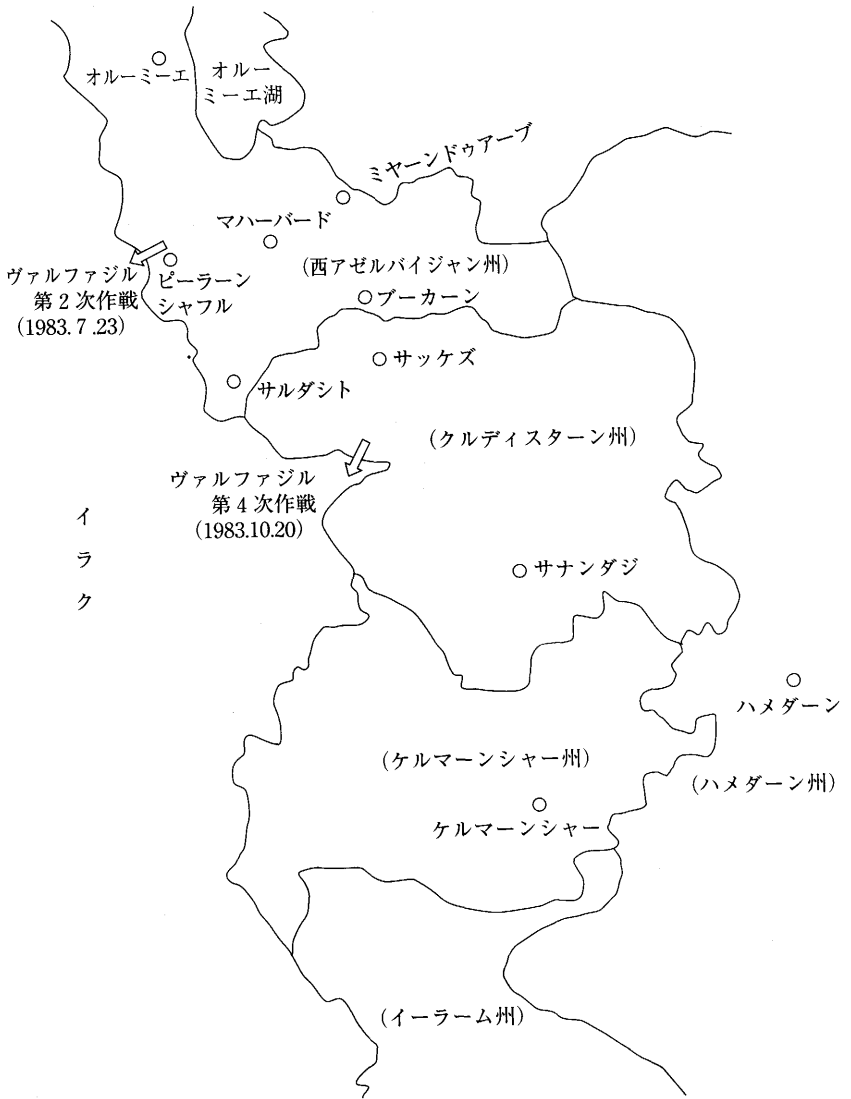 オルーミーエ
オルー
ミーエ湖
ミヤーンドゥアーブ
マハーバード
(西アゼルバイジャン州)
ヴァルファジル
第2次作戦
(1983.7.23)
ピーラーン
シャフル
ブーカーン
サッケズ
サルダシト
(クルディスターン州)
ヴァルファジル
第4次作戦
(1983.10.20)
イ
ラ
ク
サナンダジ
ハメダーン
(ケルマーンシャー州)
(ハメダーン州)
ケルマーンシャー
(イーラーム州)